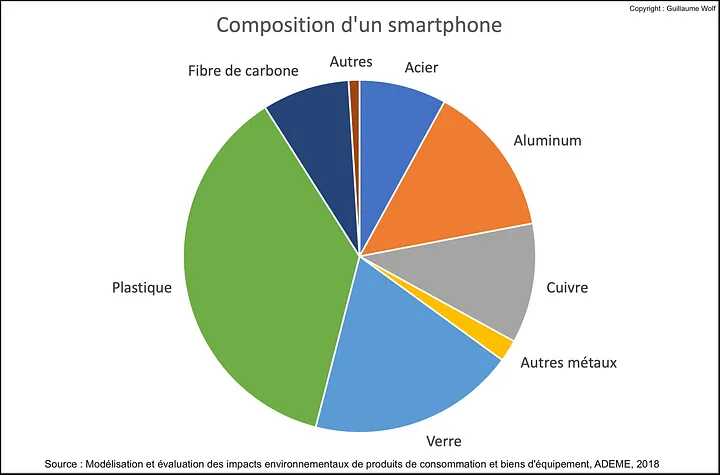 Copyright : Guillaume Wolf
Composition d'un smartphone
Autres
Acier
Fibre de carbone
Aluminum
Plastique
Cuivre
Autres métaux
Verre
Source : Modélisation et évaluation des impacts environnementaux de produits de consommation et biens d'équipement, ADEME, 2018